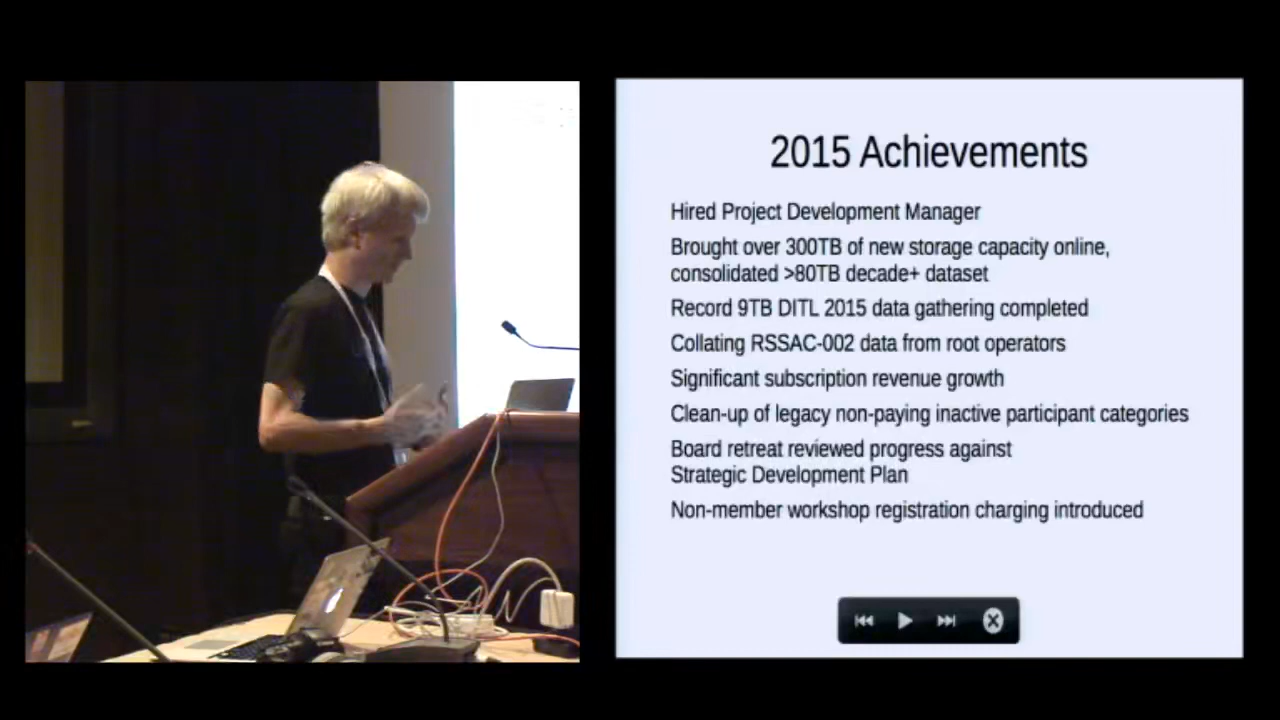 2015 Achievements
Hired Project Development Manager
Brought over 300TB of new storage capacity online,
consolidated >80TB decade+ dataset
Record 9TB DITL 2015 data gathering completed
Collating RSSAC-002 data from root operators
Significant subscription revenue growth
Clean-up of legacy non-paying inactive participant categories
Board retreat reviewed progress against
Strategic Development Plan
Non-member workshop registration charging introduced